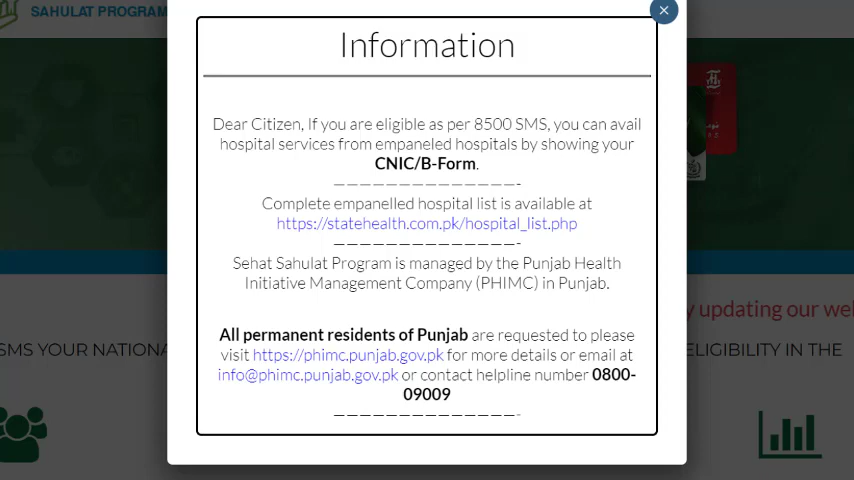 SAHULAT PROGRAM
Information
Dear Citizen, If you are eligible as per 8500 SMS, you can avail
hospital services from empaneled hospitals by showing your
CNIC/B-Form.
——————————————-
Complete empanelled hospital list is available at
https://statehealth.com.pk/hospital_list.php
——————————————-
Sehat Sahulat Program is managed by the Punjab Health
Initiative Management Company (PHIMC) in Punjab.
y updating our wel
All permanent residents of Punjab are requested to please
SMS YOUR NATIONA
ELIGIBILITY IN THE
visit https://phimc.punjab.gov.pk for more details or email at
info@phimc.punjab.gov.pk or contact helpline number 0800-
09009
——————————————-